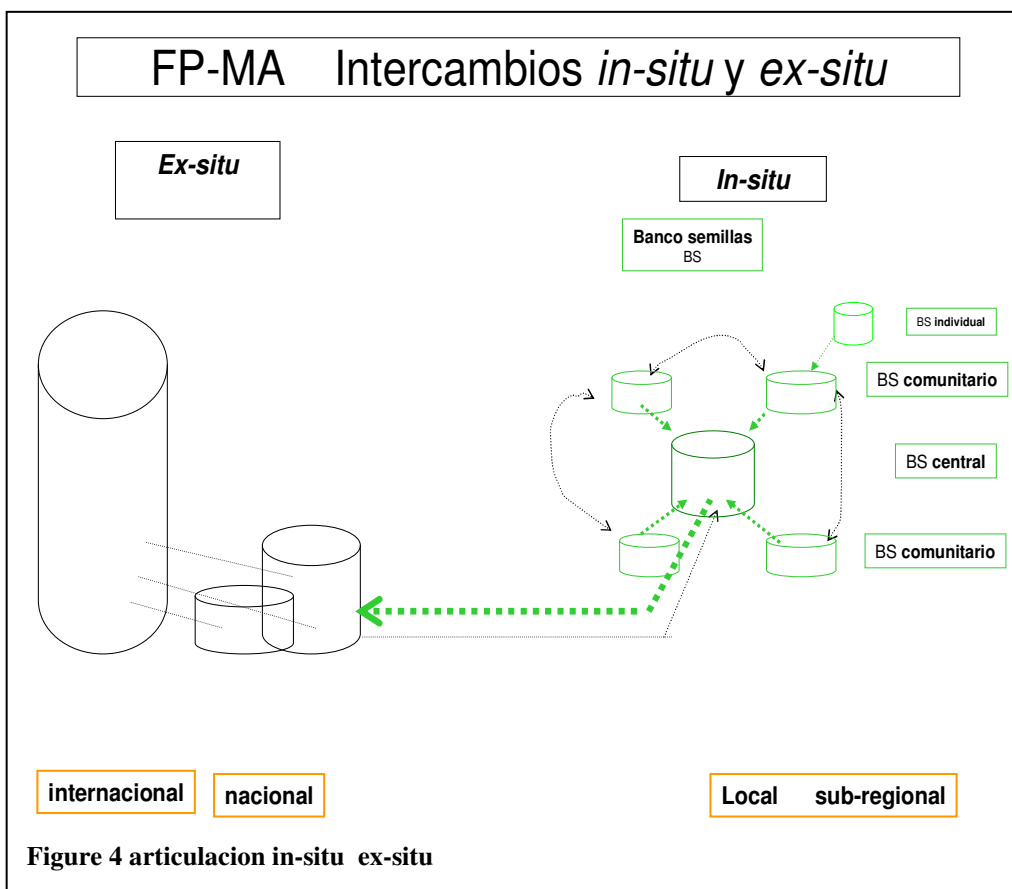 FP-MA Intercambios in-situ y ex-situ
Ex-situ
In-situ
Banco semillas
BS
BS individual
BS comunitario
BS central
BS comunitario
internacional
nacional
Local sub-regional
Figure 4 articulacion in-situ ex-situ